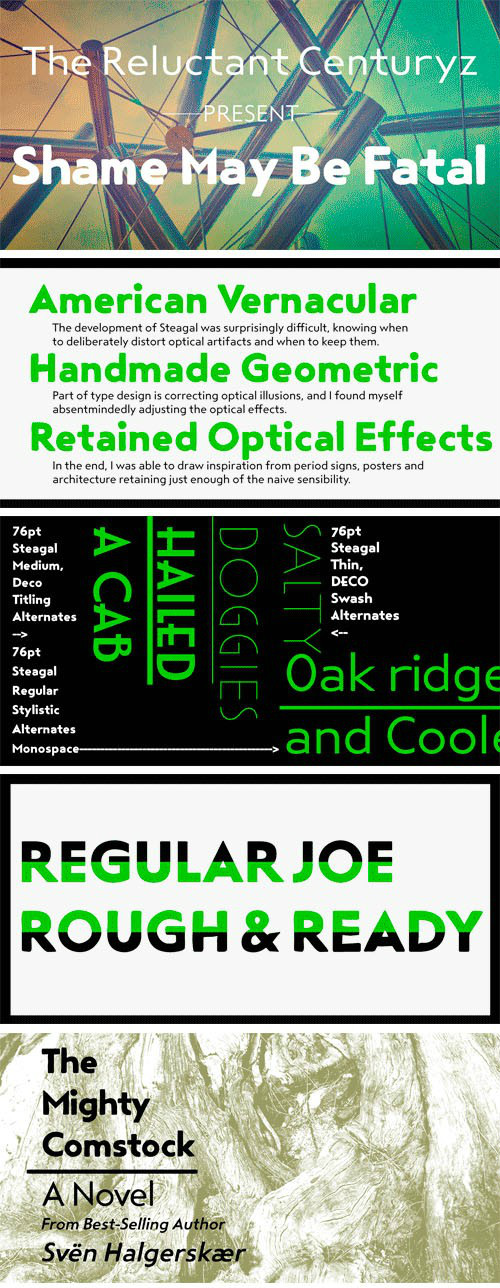 The Reluctant Centuryz
PRESENT
Shame May Be Fatal
American Vernacular
The development of Steagal was surprisingly difficult, knowing when
to deliberately distort optical artifacts and when to keep them.
Handmade Geometric
Part of type design is correcting optical illusions, and I found myself
absentmindedly adjusting the optical effects.
Retained Optical Effects
In the end, I was able to draw inspiration from period signs, posters and
architecture retaining just enough of the naive sensibility.
76pt
Steagal
Medium,
Deco
Titling
Alternates
-->
76pt
Steagal
Regular
Stylistic
Alternates
Monospace-------------------------------------->
A CAB
HAILED
DOGGIES
SALTY
76pt
Steagal
Thin,
DECO
Swash
Alternates
<--
Oak ridge
and Coole
REGULAR JOE
ROUGH & READY
The
Mighty
Comstock
A Novel
From Best-Selling Author
Svën Halgerskær